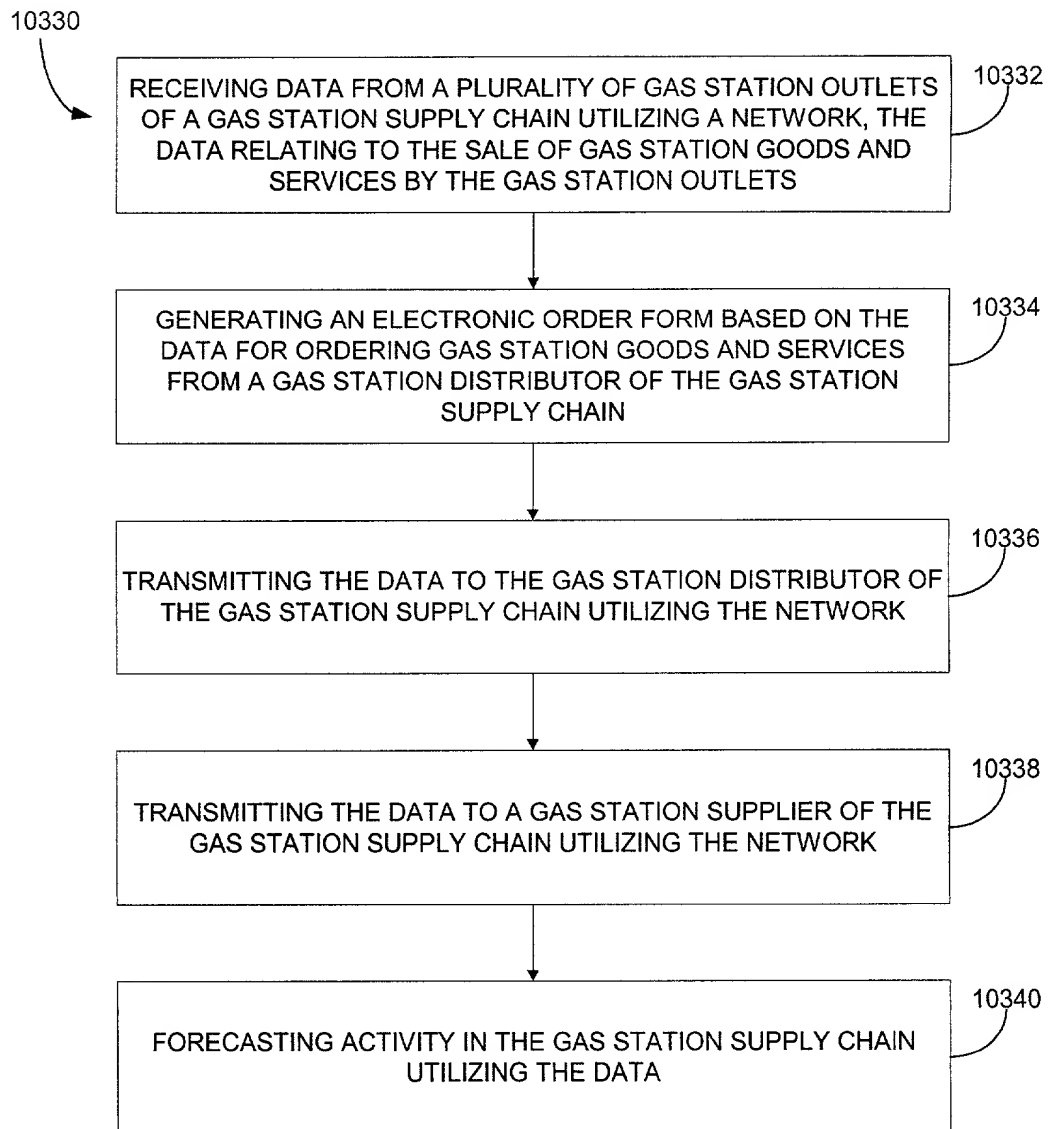 10330
RECEIVING DATA FROM A PLURALITY OF GAS STATION OUTLETS
OF A GAS STATION SUPPLY CHAIN UTILIZING A NETWORK, THE
DATA RELATING TO THE SALE OF GAS STATION GOODS AND
SERVICES BY THE GAS STATION OUTLETS
10332
GENERATING AN ELECTRONIC ORDER FORM BASED ON THE
DATA FOR ORDERING GAS STATION GOODS AND SERVICES
FROM A GAS STATION DISTRIBUTOR OF THE GAS STATION
SUPPLY CHAIN
10334
TRANSMITTING THE DATA TO THE GAS STATION DISTRIBUTOR OF
THE GAS STATION SUPPLY CHAIN UTILIZING THE NETWORK
10336
TRANSMITTING THE DATA TO A GAS STATION SUPPLIER OF THE
GAS STATION SUPPLY CHAIN UTILIZING THE NETWORK
10338
FORECASTING ACTIVITY IN THE GAS STATION SUPPLY CHAIN
UTILIZING THE DATA
10340